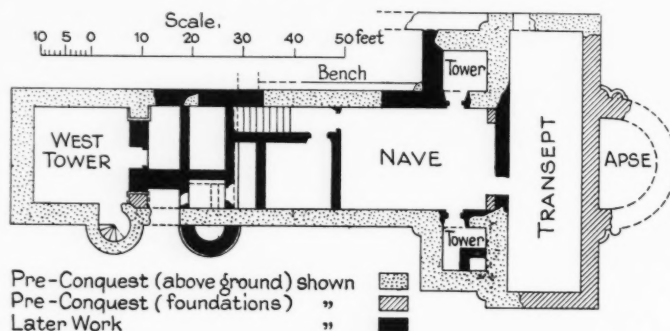 Scale.
10 5 0 10 20 30 40 50 feet
Bench
Tower
WEST
TOWER
NAVE
TRANSEPT
APSE
Tower
Pre-Conquest (above ground) shown
Pre-Conquest (foundations) „
Later Work „